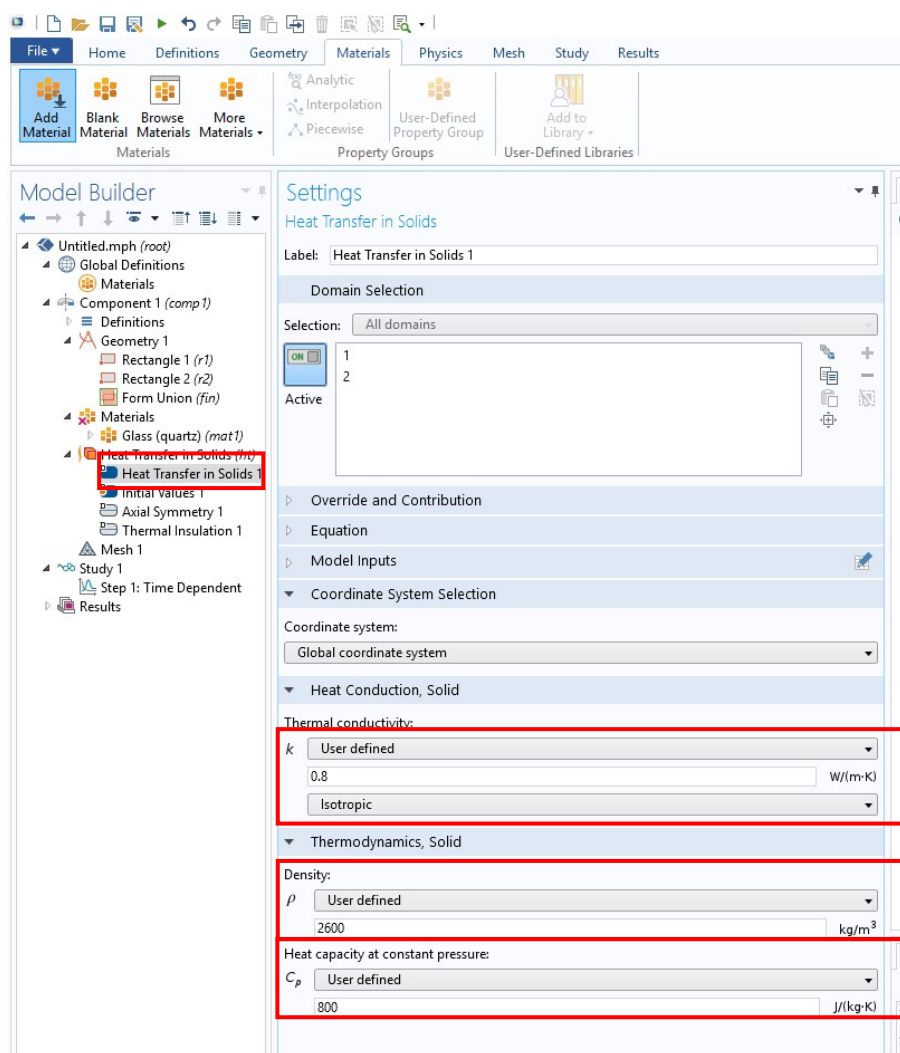 File Home Definitions Geometry Materials Physics Mesh Study Results
Add Material
Blank Material
Browse Materials
More Materials
Materials
f(x) Analytic
Interpolation
Piecewise
User-Defined Property Group
Property Groups
Add to Library
User-Defined Libraries
Model Builder
Untitled.mph (root)
Global Definitions
Materials
Component 1 (comp1)
Definitions
Geometry 1
Rectangle 1 (r1)
Rectangle 2 (r2)
Form Union (fin)
Materials
Glass (quartz) (mat1)
Heat Transfer in Solids (ht)
Heat Transfer in Solids 1
Initial Values 1
Axial Symmetry 1
Thermal Insulation 1
Mesh 1
Study 1
Step 1: Time Dependent
Results
Settings
Heat Transfer in Solids
Label: Heat Transfer in Solids 1
Domain Selection
Selection: All domains
ON
Active
1
2
Override and Contribution
Equation
Model Inputs
Coordinate System Selection
Coordinate system:
Global coordinate system
Heat Conduction, Solid
Thermal conductivity:
k User defined
0.8 W/(m·K)
Isotropic
Thermodynamics, Solid
Density:
ρ User defined
2600 kg/m³
Heat capacity at constant pressure:
Cp User defined
800 J/(kg·K)